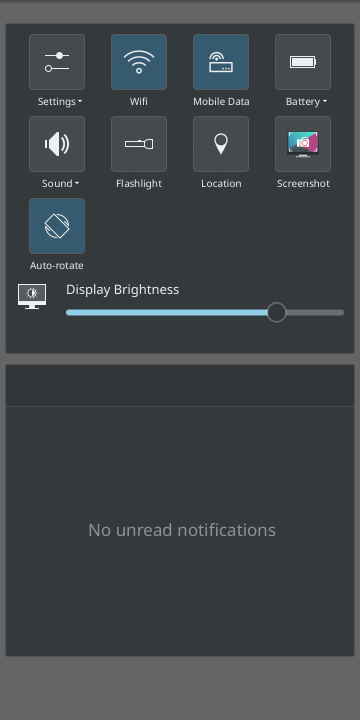 Settings
Wifi
Mobile Data
Battery
Sound
Flashlight
Location
Screenshot
Auto-rotate
Display Brightness
No unread notifications